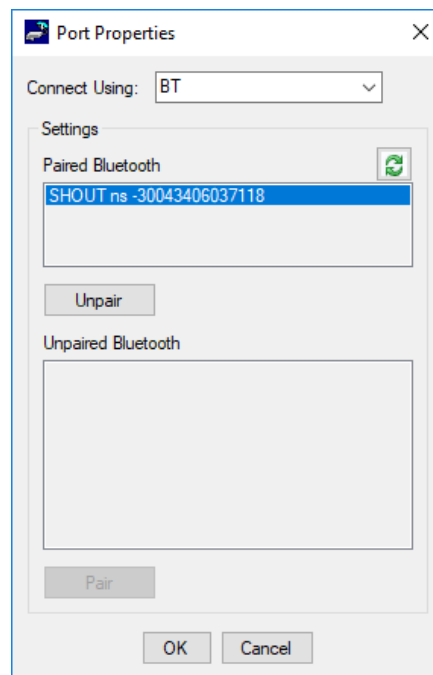 Port Properties
Connect Using: BT
Settings
Paired Bluetooth
SHOUT ns -30043406037118
Unpair
Unpaired Bluetooth
Pair
OK Cancel